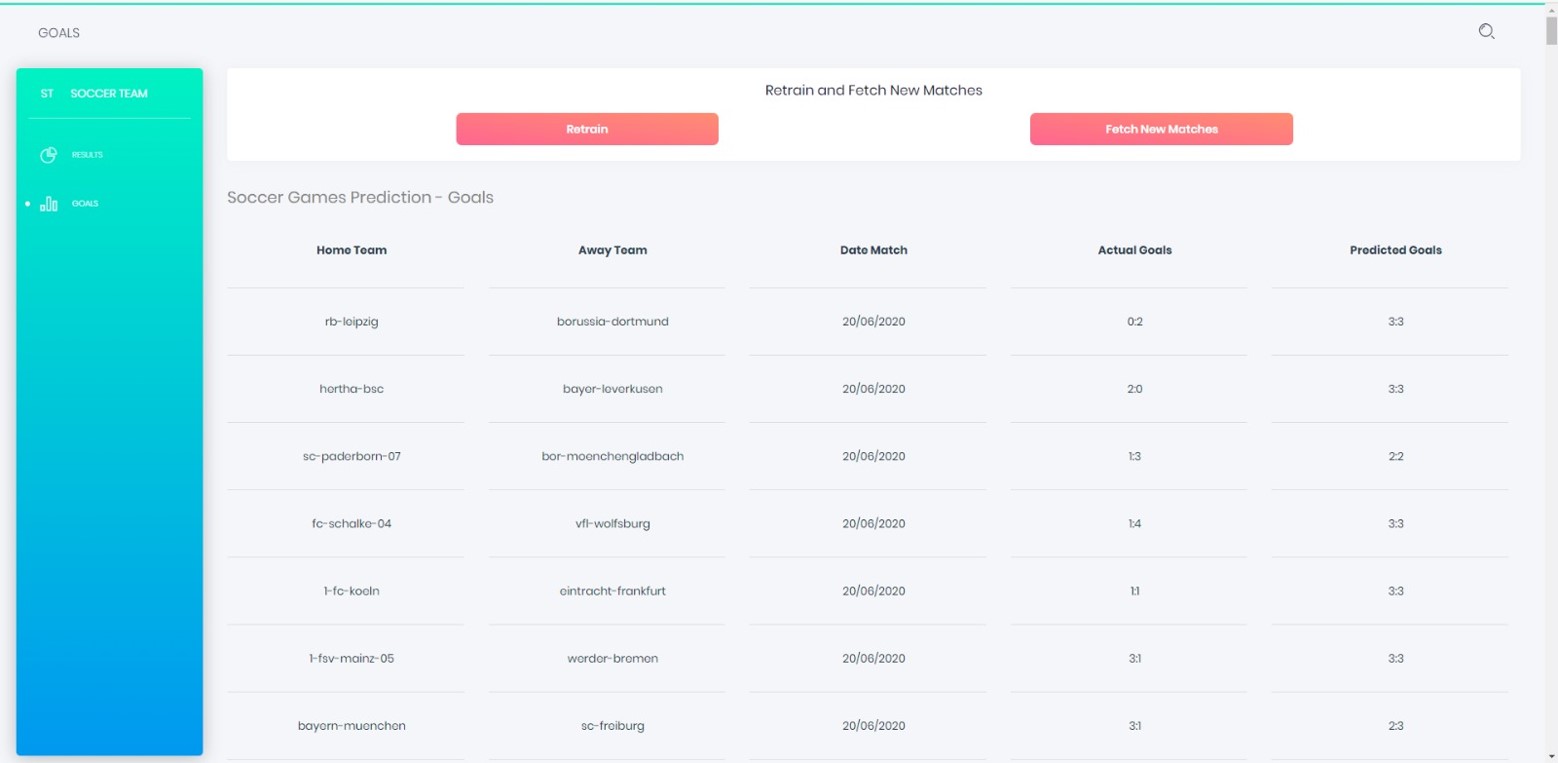 GOALS
ST SOCCER TEAM
RESULTS
GOALS
Retrain and Fetch New Matches
Retrain Fetch New Matches
Soccer Games Prediction - Goals
Home Team Away Team Date Match Actual Goals Predicted Goals
rb-leipzig borussia-dortmund 20/06/2020 0:2 3:3
hertha-bsc bayer-leverkusen 20/06/2020 2:0 3:3
sc-paderborn-07 bor-moenchengladbach 20/06/2020 1:3 2:2
fc-schalke-04 vfl-wolfsburg 20/06/2020 1:4 3:3
1-fc-koeln eintracht-frankfurt 20/06/2020 1:1 3:3
1-fsv-mainz-05 werder-bremen 20/06/2020 3:1 3:3
bayern-muenchen sc-freiburg 20/06/2020 3:1 2:3